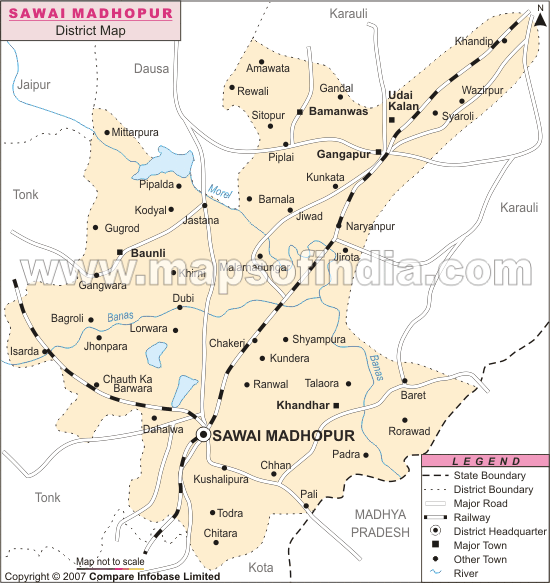 SAWAI MADHOPUR
District Map
N
Karauli
Khandip
Dausa
Amawata
Jaipur
Rewali
Gandal
Udai
Kalan
Wazirpur
Sitopur
Bamanwas
Syaroli
Mittarpura
Piplai
Gangapur
Pipalda
Morel
Kunkata
Tonk
Barnala
Karauli
Kodyal
Jiwad
Jastana
Gugrod
Naryanpur
Baunli
Jirota
www.mapsofindia.com
Malarnadungar
Khirni
Gangwara
Dubi
Banas
Bagroli
Lorwara
Jhonpara
Chakeri
Shyampura
Isarda
Kundera
Banas
Chauth Ka
Barwara
Ranwal
Talaora
Baret
Khandhar
Dahalwa
SAWAI MADHOPUR
Rorawad
Padra
Chhan
Kushalipura
Tonk
Pali
Todra
MADHYA
PRADESH
Chitara
Kota
LEGEND
State Boundary
District Boundary
Major Road
Railway
District Headquarter
Major Town
Other Town
River
Map not to scale
Copyright © 2007 Compare Infobase Limited